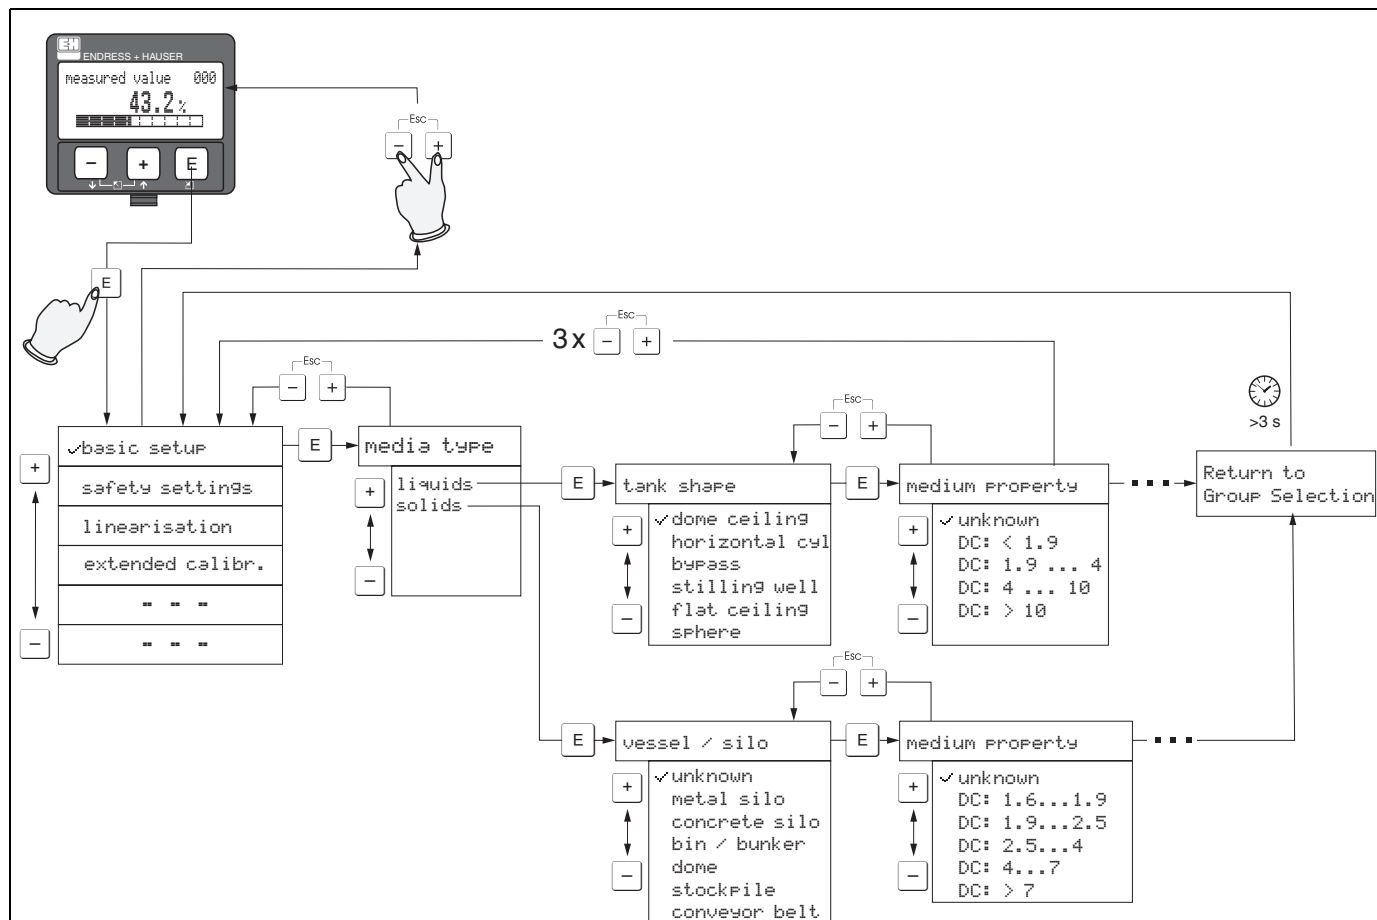 EH
ENDRESS + HAUSER
measured value 000
43.2 %
- + E
Esc
- +
E
Esc
3x - +
Esc
- +
>3 s
Esc
- +
✓basic setup
E
media type
+
safety settings
linearisation
extended calibr.
-- -- --
-- -- --
-
+
liquids
solids
-
E
tank shape
E
medium property
Return to
Group Selection
+
✓dome ceiling
horizontal cyl
bypass
stilling well
flat ceiling
sphere
-
+
✓unknown
DC: < 1.9
DC: 1.9 ... 4
DC: 4 ... 10
DC: > 10
-
Esc
- +
E
vessel / silo
E
medium property
+
✓unknown
metal silo
concrete silo
bin / bunker
dome
stockpile
conveyor belt
-
+
✓unknown
DC: 1.6...1.9
DC: 1.9...2.5
DC: 2.5...4
DC: 4...7
DC: > 7
-